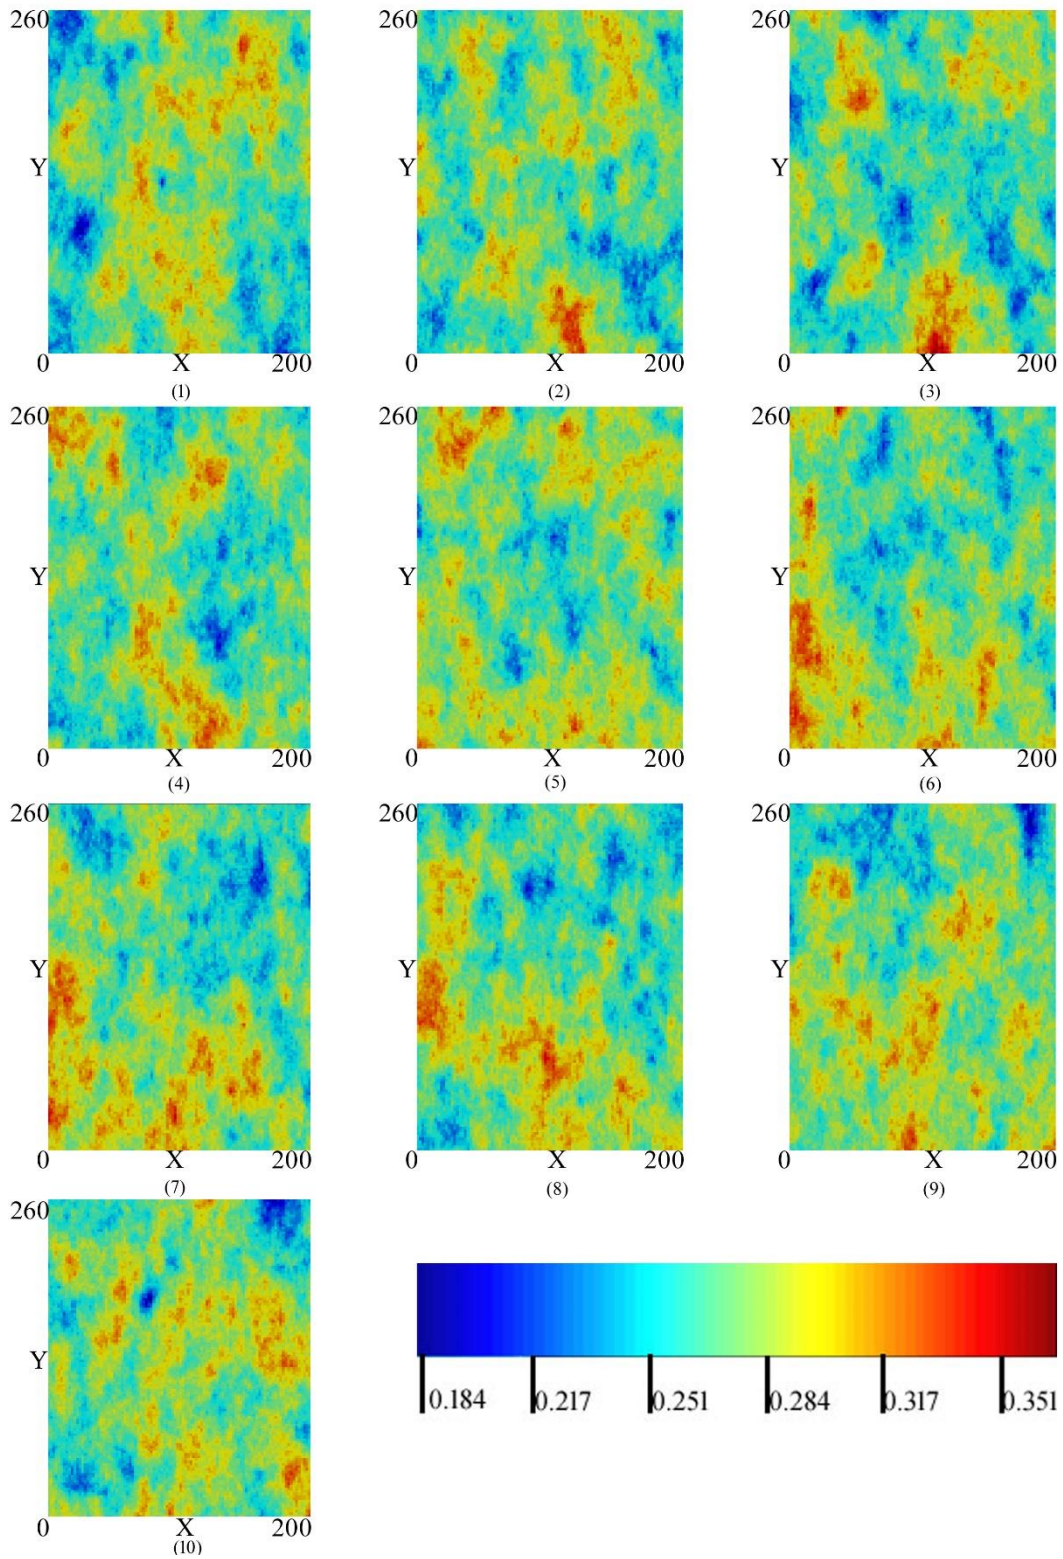 260 260 260
Y Y Y
0 X 200 0 X 200 0 X 200
(1) (2) (3)
260 260 260
Y Y Y
0 X 200 0 X 200 0 X 200
(4) (5) (6)
260 260 260
Y Y Y
0 X 200 0 X 200 0 X 200
(7) (8) (9)
260
Y
0.184 0.217 0.251 0.284 0.317 0.351
0 X 200
(10)